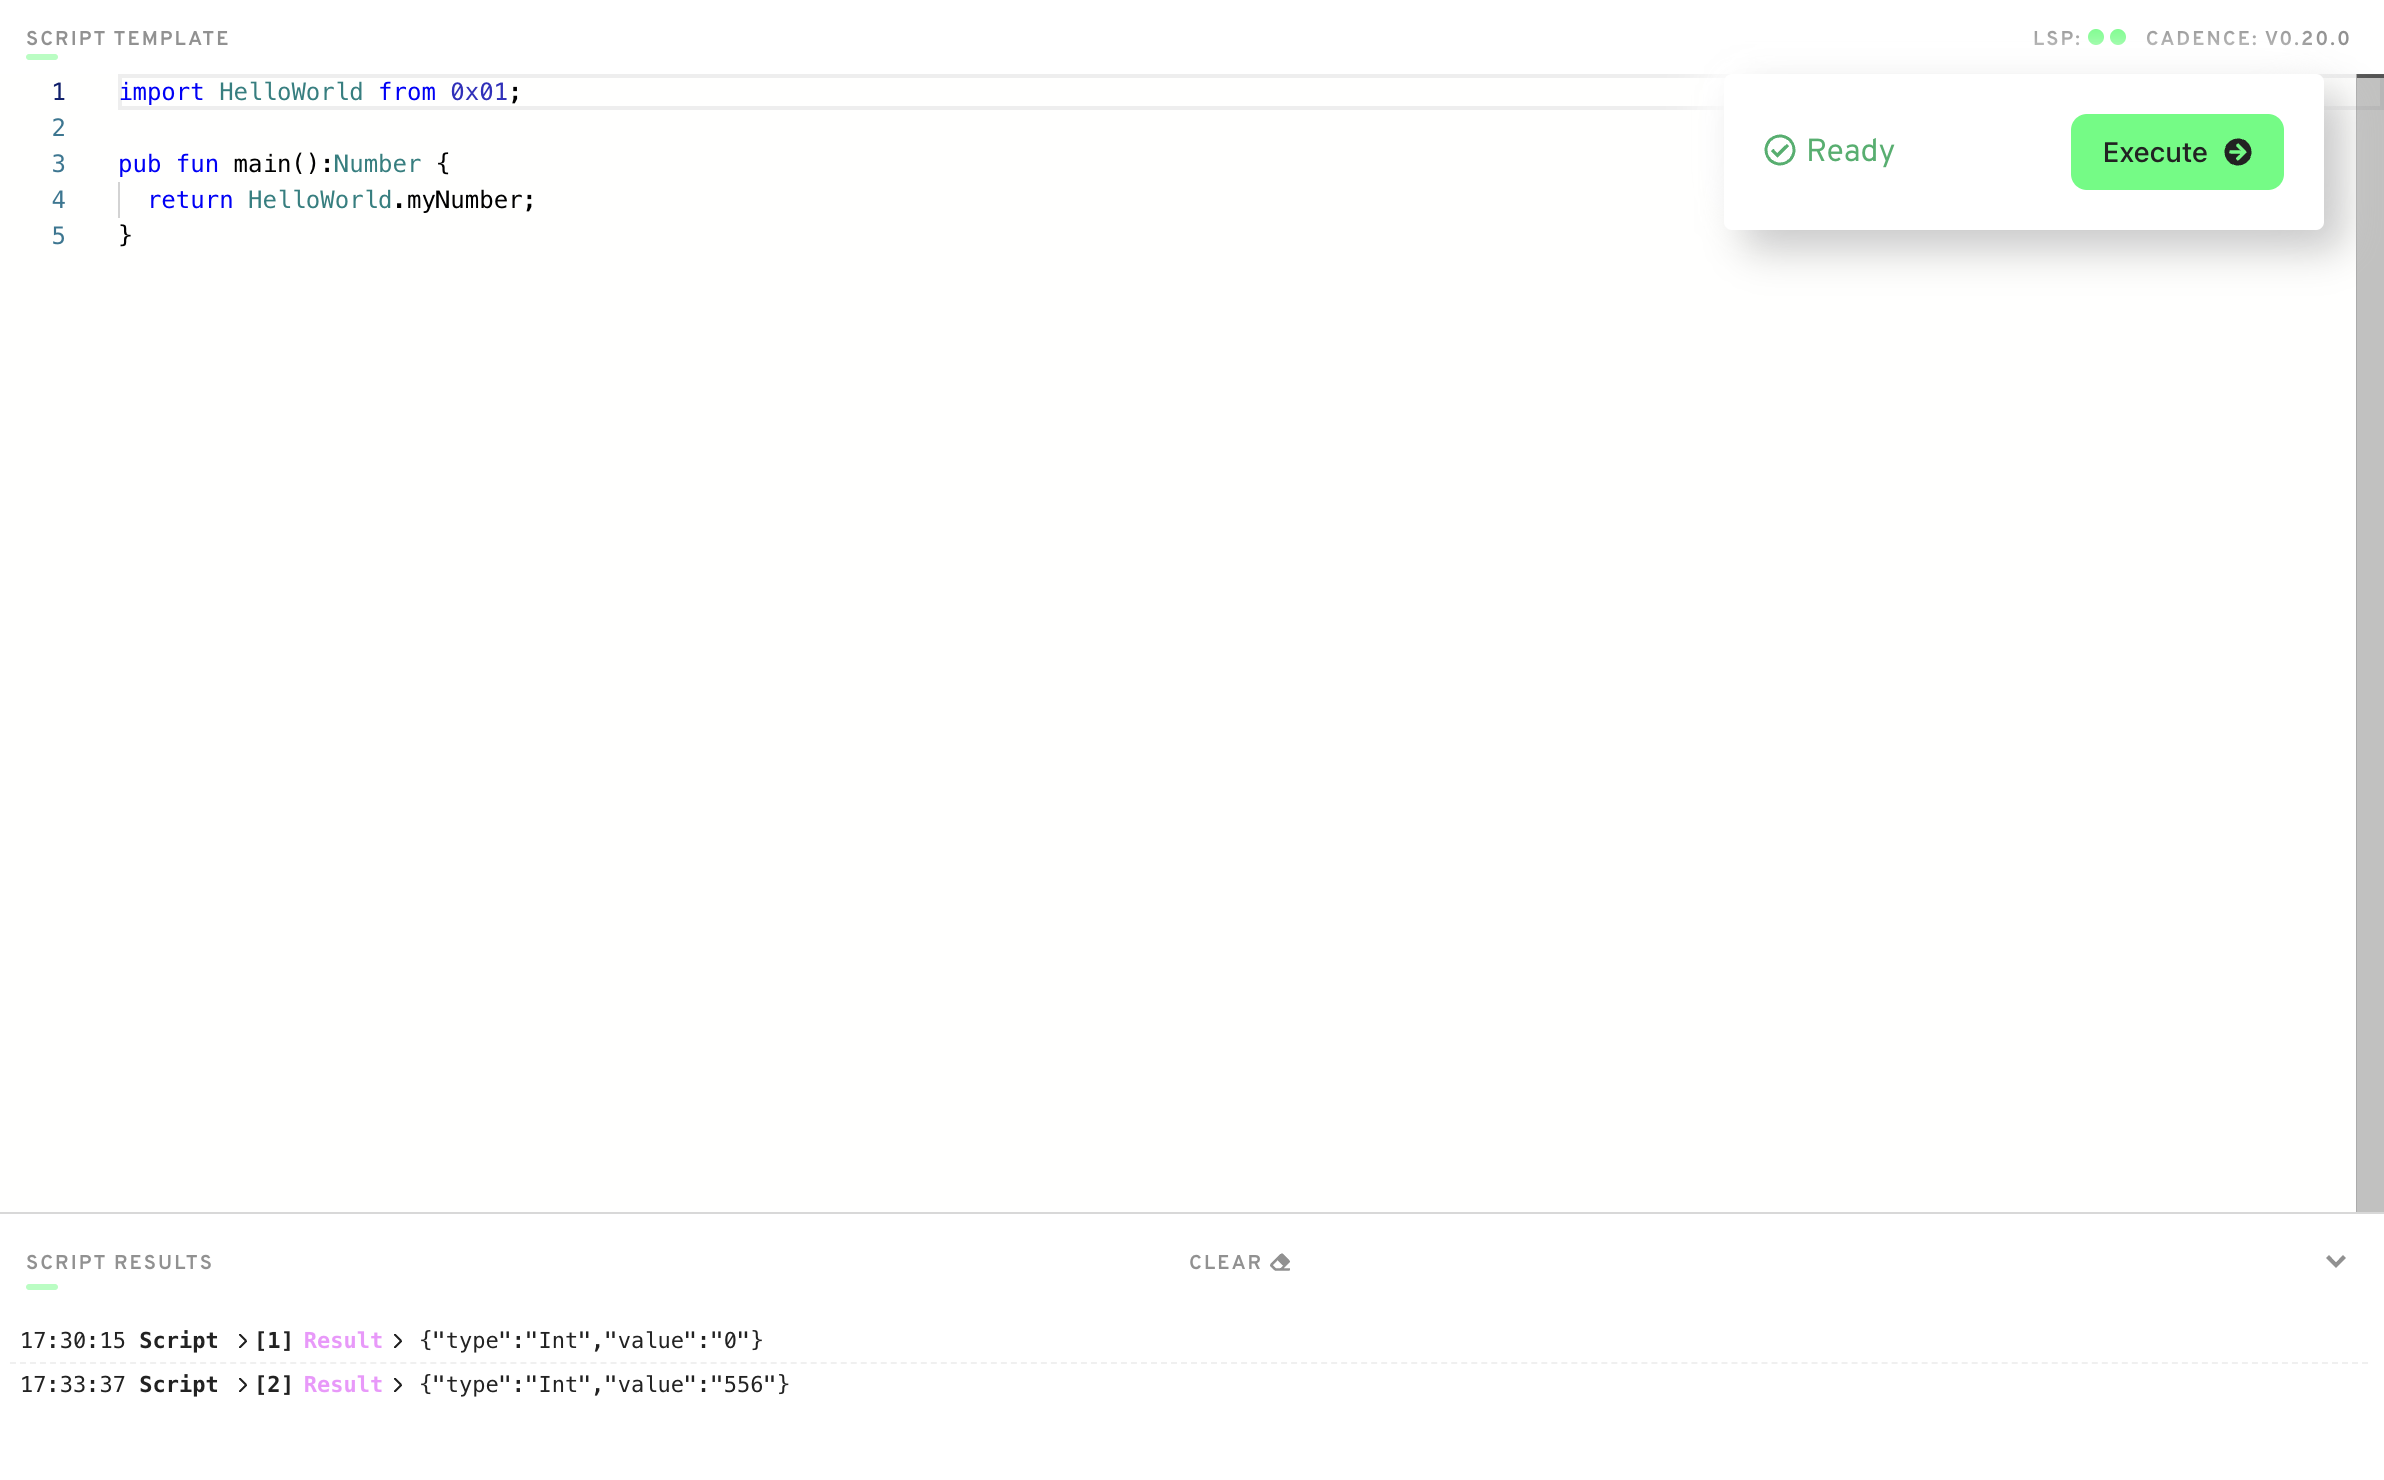 SCRIPT TEMPLATE
LSP: CADENCE: V0.20.0
1 import HelloWorld from 0x01;
2
3 pub fun main():Number {
4 return HelloWorld.myNumber;
5 }
Ready
Execute
SCRIPT RESULTS
CLEAR
17:30:15 Script >[1] Result > {"type":"Int","value":"0"}
17:33:37 Script >[2] Result > {"type":"Int","value":"556"}